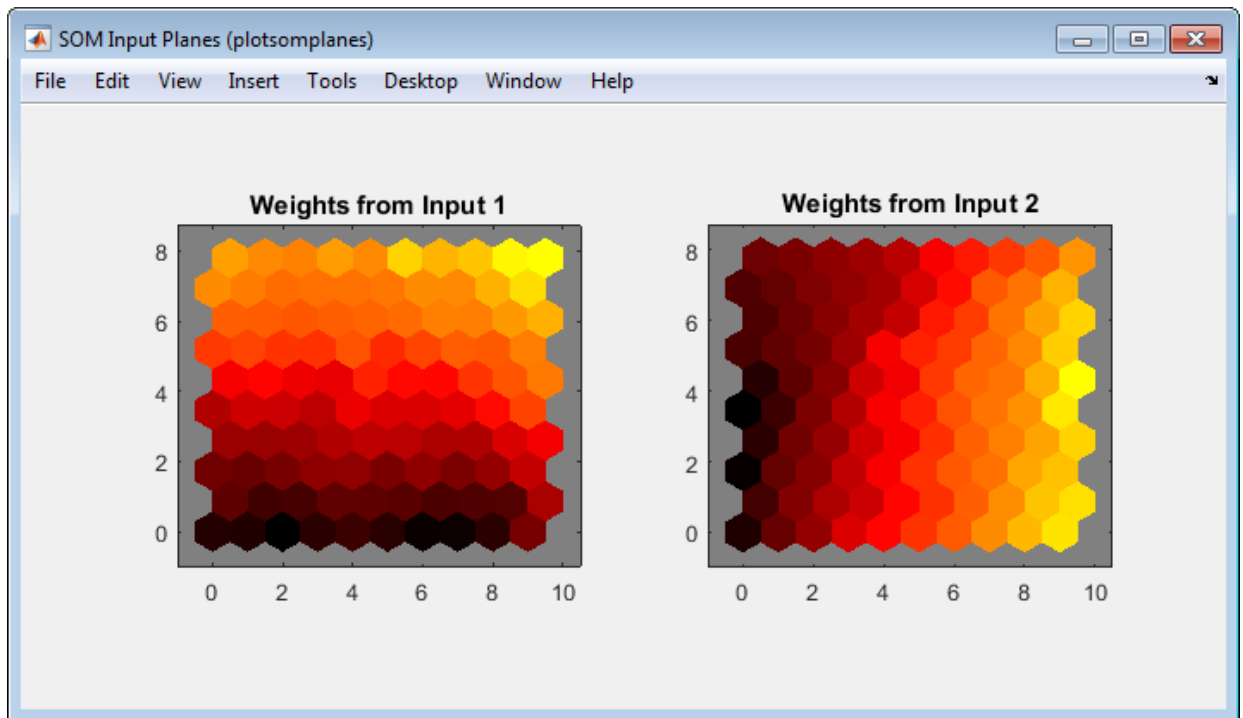 SOM Input Planes (plotsomplanes)
File Edit View Insert Tools Desktop Window Help
Weights from Input 1
8
6
4
2
0
0 2 4 6 8 10
Weights from Input 2
8
6
4
2
0
0 2 4 6 8 10